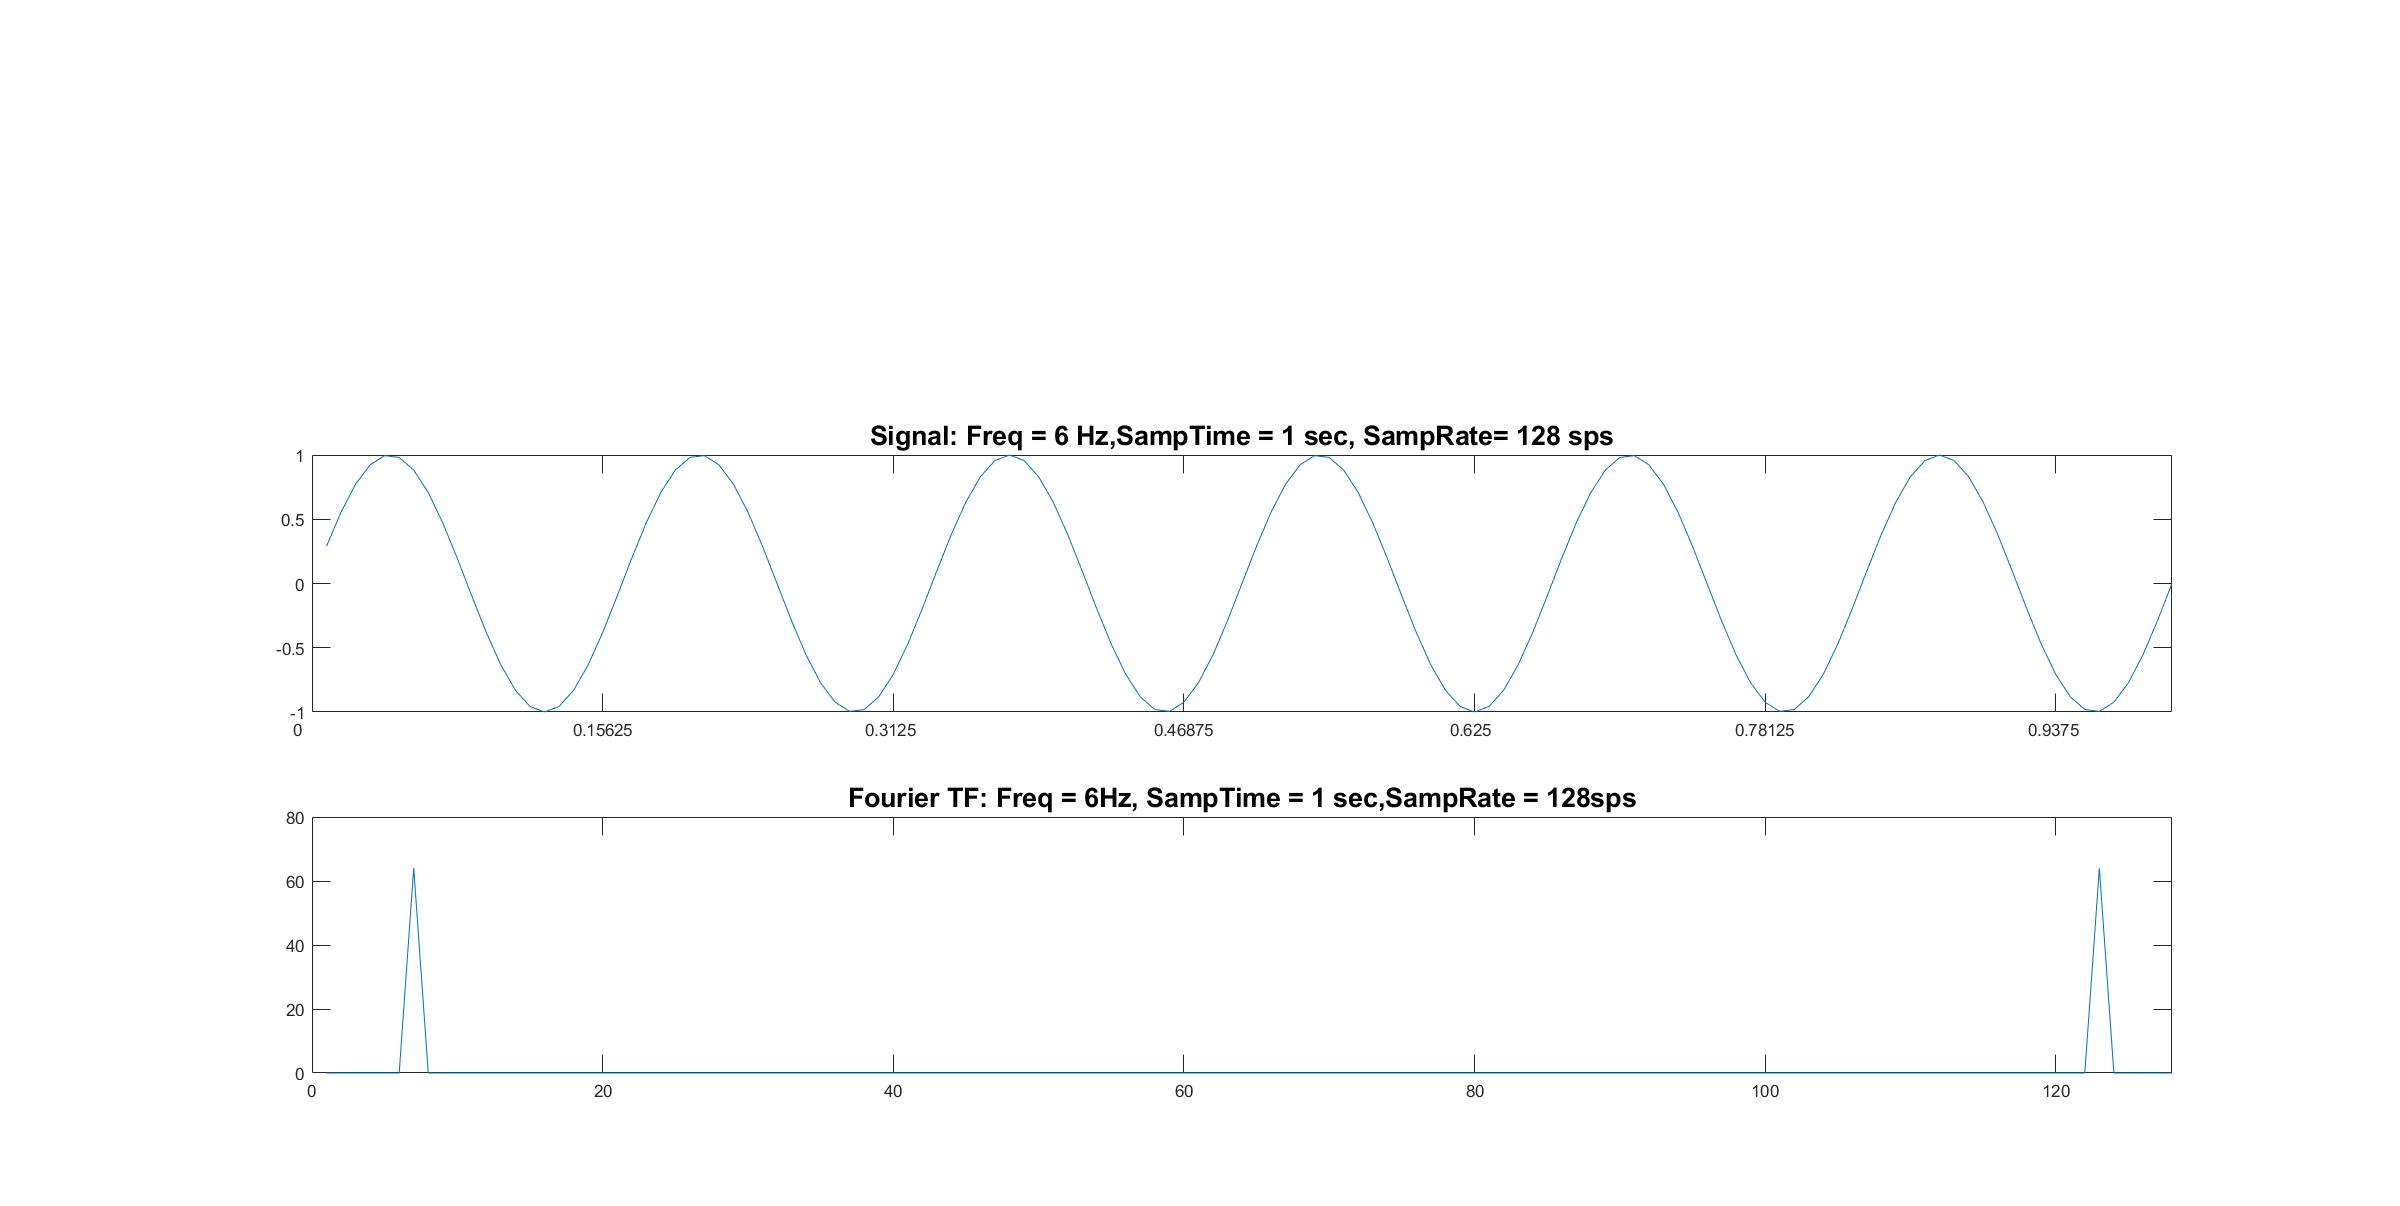 Signal: Freq = 6 Hz,SampTime = 1 sec, SampRate= 128 sps
1
0.5
0
-0.5
-1
0 0.15625 0.3125 0.46875 0.625 0.78125 0.9375
Fourier TF: Freq = 6Hz, SampTime = 1 sec,SampRate = 128sps
80
60
40
20
0
0 20 40 60 80 100 120